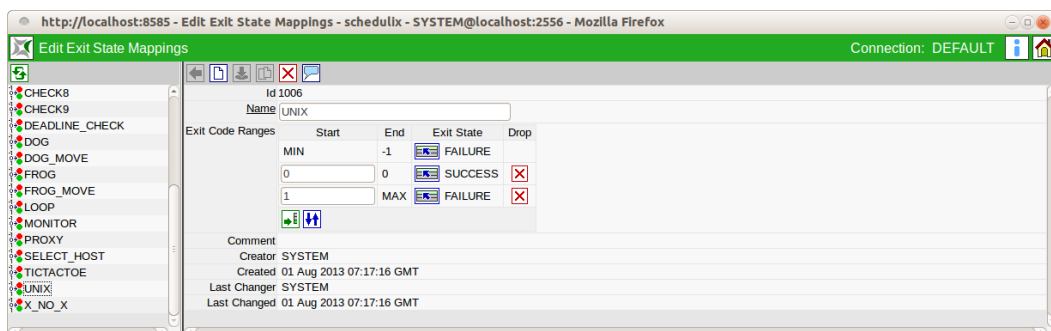 http://localhost:8585 - Edit Exit State Mappings - schedulix - SYSTEM@localhost:2556 - Mozilla Firefox
Edit Exit State Mappings
Connection: DEFAULT
CHECK8
CHECK9
DEADLINE_CHECK
DOG
DOG_MOVE
FROG
FROG_MOVE
LOOP
MONITOR
PROXY
SELECT_HOST
TICTACTOE
UNIX
X_NO_X
Id 1006
Name UNIX
Exit Code Ranges Start End Exit State Drop
MIN -1 FAILURE
0 0 SUCCESS
1 MAX FAILURE
Comment
Creator SYSTEM
Created 01 Aug 2013 07:17:16 GMT
Last Changer SYSTEM
Last Changed 01 Aug 2013 07:17:16 GMT